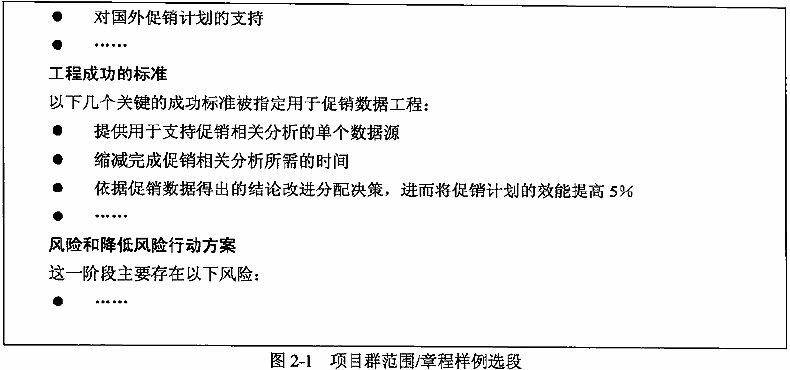 ● 对国外促销计划的支持
● ……
工程成功的标准
以下几个关键的成功标准被指定用于促销数据工程：
● 提供用于支持促销相关分析的单个数据源
● 缩减完成促销相关分析所需的时间
● 依据促销数据得出的结论改进分配决策，进而将促销计划的效能提高 5%
● ……
风险和降低风险行动方案
这一阶段主要存在以下风险：
● ……
图 2-1 项目群范围/章程样例选段